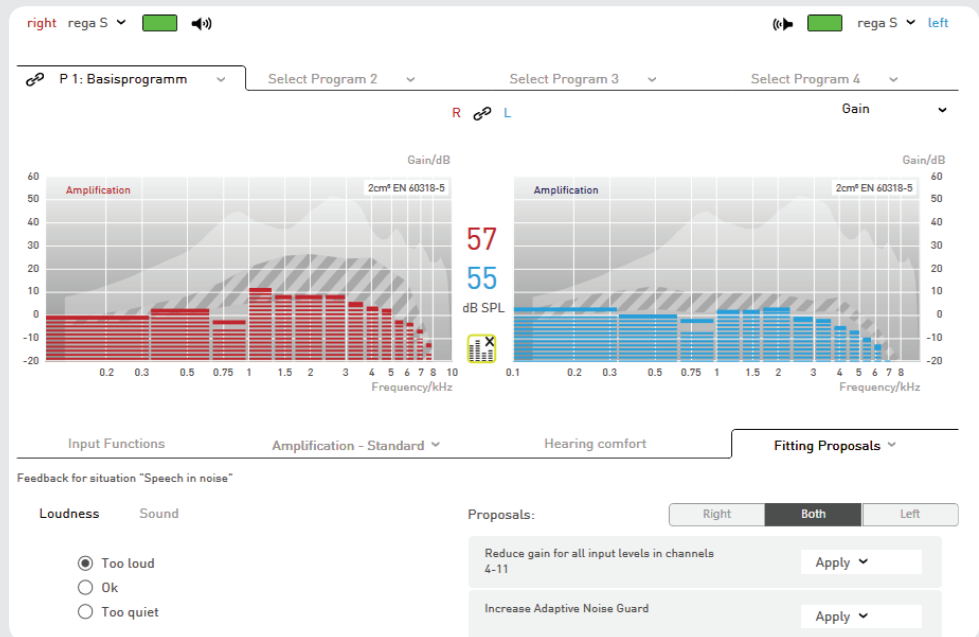 right rega S rega S left
P 1: Basisprogramm Select Program 2 Select Program 3 Select Program 4
R L Gain
Gain/dB Gain/dB
60 Amplification 2cm³ EN 60318-5 Amplification 2cm³ EN 60318-5 60
50 50
40 40
30 57 30
20 55 20
10 10
0 dB SPL 0
-10 -10
-20 -20
0.2 0.3 0.5 0.75 1 1.5 2 3 4 5 6 7 8 10 0.1 0.2 0.3 0.5 0.75 1 1.5 2 3 4 5 6 7 8
Frequency/kHz Frequency/kHz
Input Functions Amplification - Standard Hearing comfort Fitting Proposals
Feedback for situation "Speech in noise"
Loudness Sound Proposals: Right Both Left
Too loud
Ok
Too quiet
Reduce gain for all input levels in channels
4-11
Apply
Increase Adaptive Noise Guard
Apply